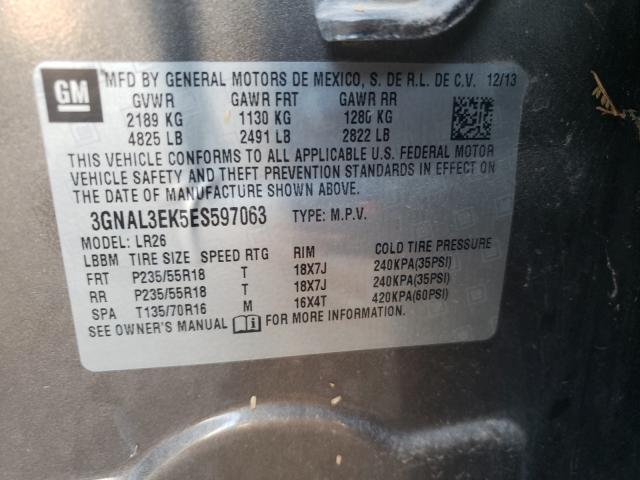 GM
MFD BY GENERAL MOTORS DE MEXICO, S. DE R.L. DE C.V. 12/13
GVWR GAWR FRT GAWR RR
2189 KG 1130 KG 1280 KG
4825 LB 2491 LB 2822 LB
THIS VEHICLE CONFORMS TO ALL APPLICABLE U.S. FEDERAL MOTOR
VEHICLE SAFETY AND THEFT PREVENTION STANDARDS IN EFFECT ON
THE DATE OF MANUFACTURE SHOWN ABOVE.
3GNAL3EK5ES597063 TYPE: M.P.V.
MODEL: LR26
LBBM TIRE SIZE SPEED RTG RIM COLD TIRE PRESSURE
FRT P235/55R18 T 18X7J 240KPA(35PSI)
RR P235/55R18 T 18X7J 240KPA(35PSI)
SPA T135/70R16 M 16X4T 420KPA(60PSI)
SEE OWNER'S MANUAL FOR MORE INFORMATION.